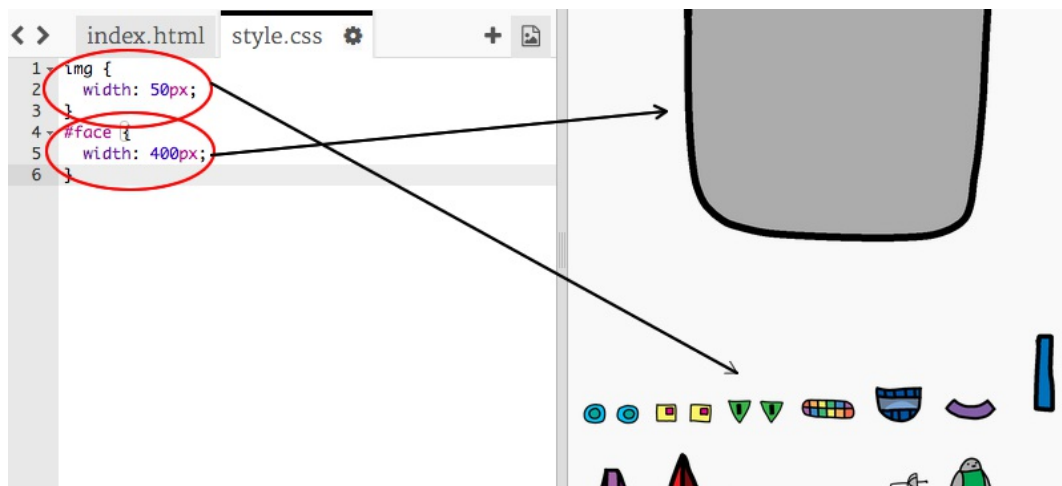 < > index.html style.css +
1 img {
2 width: 50px;
3 }
4 #face {
5 width: 400px;
6 }